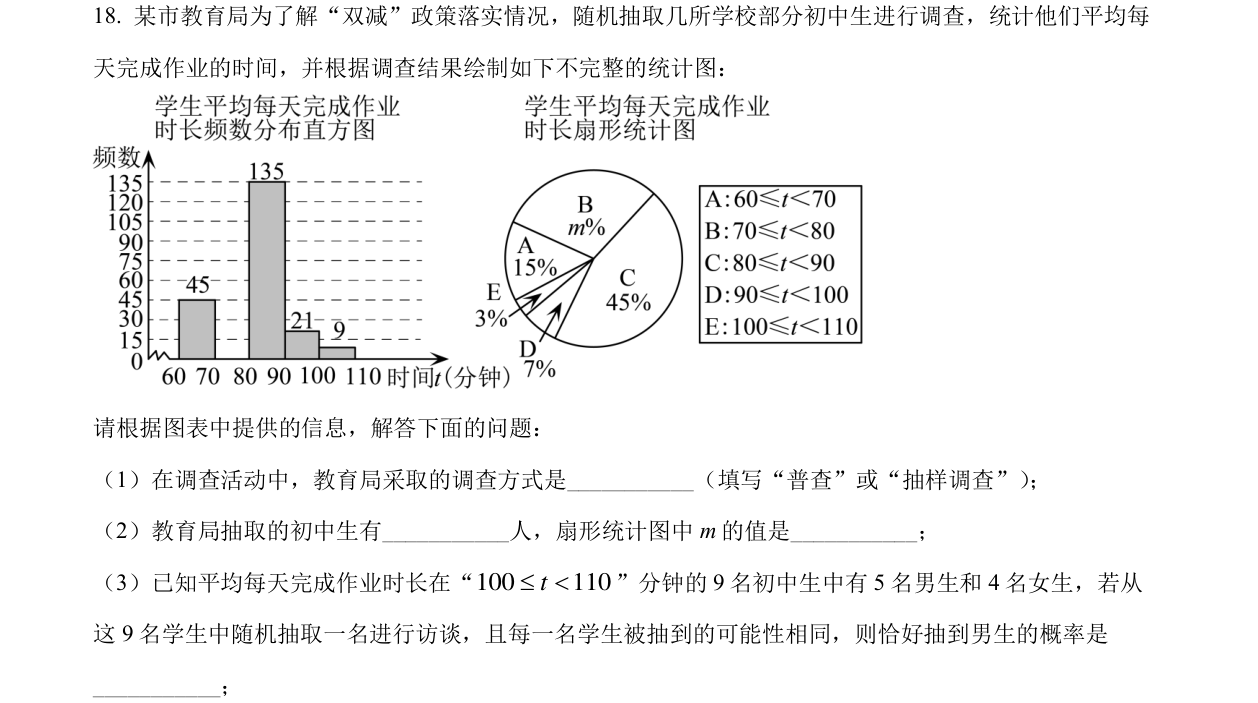 18. 某市教育局为了解“双减”政策落实情况，随机抽取几所学校部分初中生进行调查，统计他们平均每
天完成作业的时间，并根据调查结果绘制如下不完整的统计图：
学生平均每天完成作业
时长频数分布直方图
频数
135
120
105
90
75
60
45
30
15
0
45
135
21
9
60 70 80 90 100 110 时间t(分钟)
学生平均每天完成作业
时长扇形统计图
B
m%
A
15%
C
45%
E
3%
D
7%
A:60≤t<70
B:70≤t<80
C:80≤t<90
D:90≤t<100
E:100≤t<110
请根据图表中提供的信息，解答下面的问题：
（1）在调查活动中，教育局采取的调查方式是___________（填写“普查”或“抽样调查”）；
（2）教育局抽取的初中生有___________人，扇形统计图中 m 的值是___________；
（3）已知平均每天完成作业时长在“100≤t<110”分钟的 9 名初中生中有 5 名男生和 4 名女生，若从
这 9 名学生中随机抽取一名进行访谈，且每一名学生被抽到的可能性相同，则恰好抽到男生的概率是
___________；